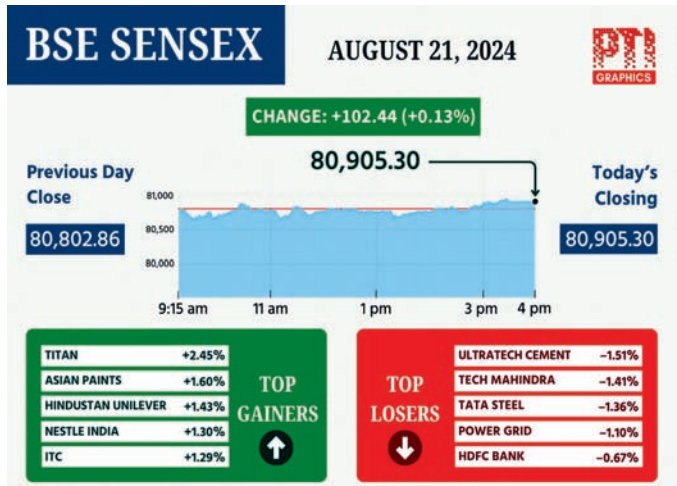 BSE SENSEX
AUGUST 21, 2024
PTI
GRAPHICS
CHANGE: +102.44 (+0.13%)
Previous Day
Close
80,802.86
80,905.30
Today's
Closing
80,905.30
81,000
80,500
80,000
9:15 am 11 am 1 pm 3 pm 4 pm
TITAN +2.45%
ASIAN PAINTS +1.60%
HINDUSTAN UNILEVER +1.43%
NESTLE INDIA +1.30%
ITC +1.29%
TOP
GAINERS
TOP
LOSERS
ULTRATECH CEMENT –1.51%
TECH MAHINDRA –1.41%
TATA STEEL –1.36%
POWER GRID –1.10%
HDFC BANK –0.67%